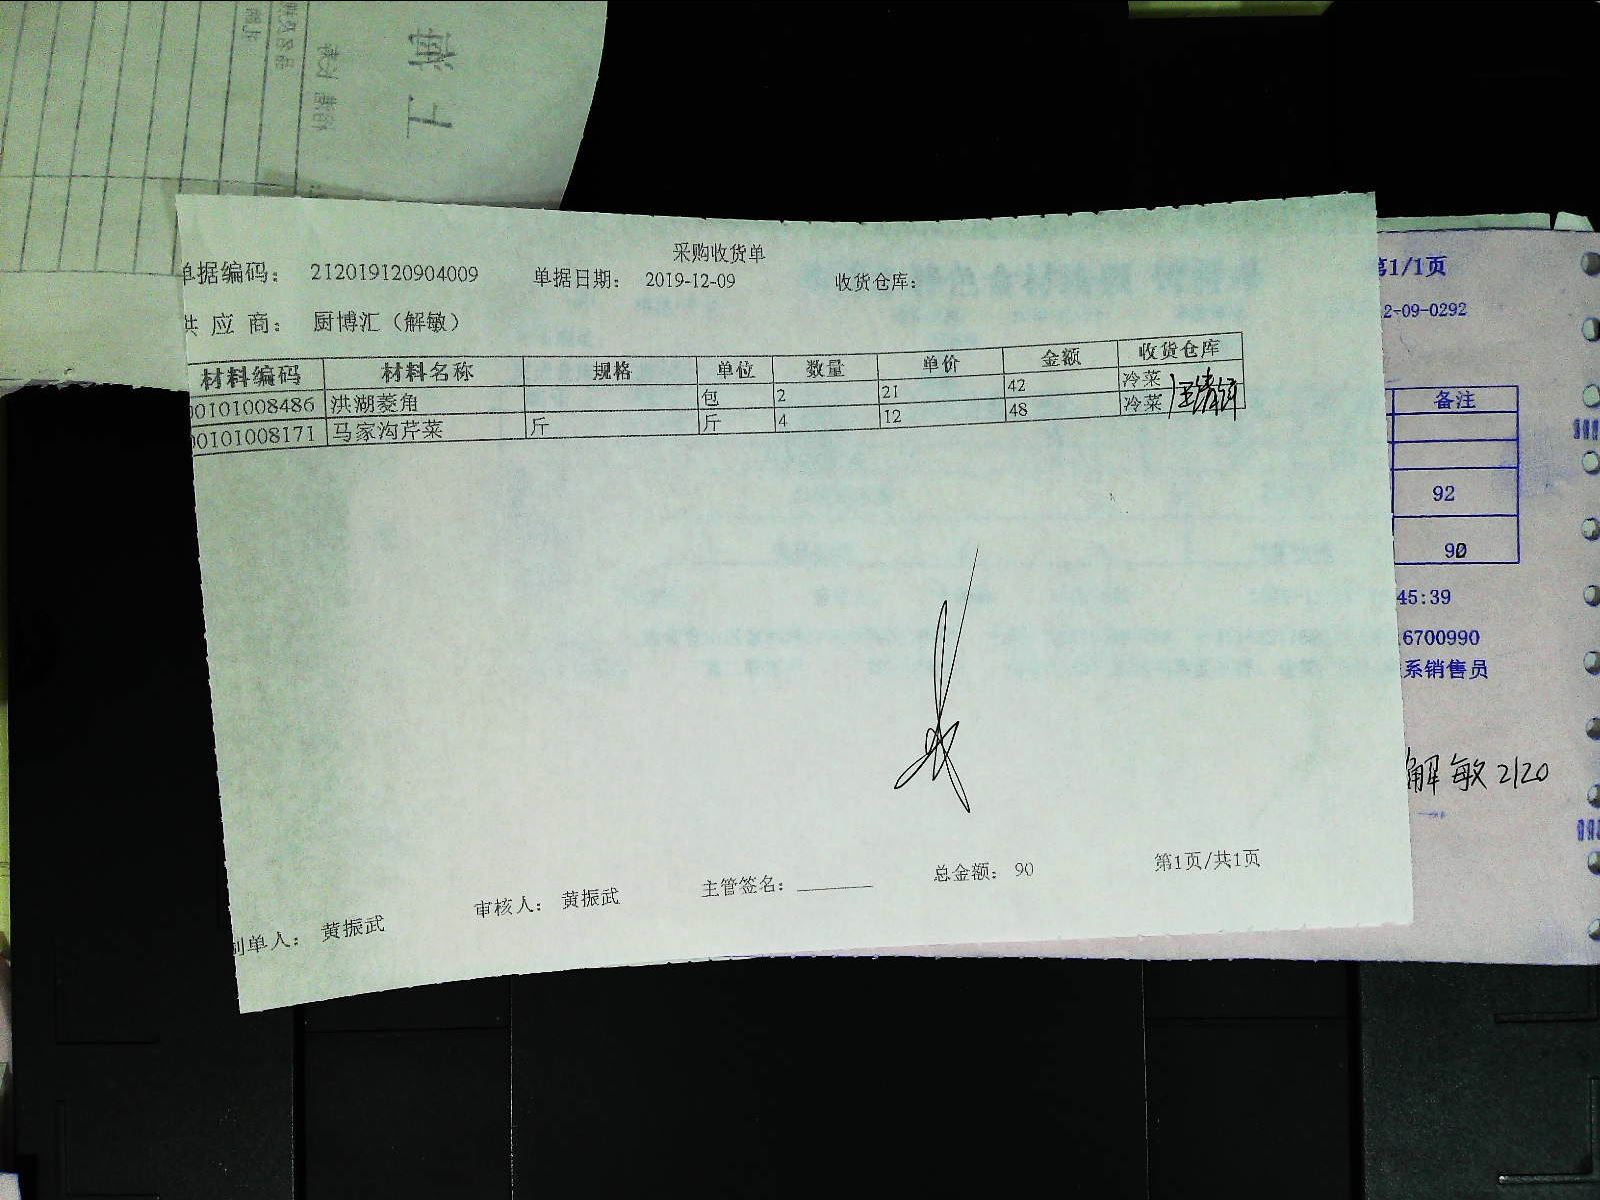 采购收货单
单据编码： 212019120904009 单据日期： 2019-12-09 收货仓库：
供 应 商： 厨博汇（解敏）
材料编码 材料名称 规格 单位 数量 单价 金额 收货仓库
00101008486 洪湖菱角 包 2 21 42 冷菜
00101008171 马家沟芹菜 斤 斤 4 12 48 冷菜
制单人： 黄振武 审核人： 黄振武 主管签名： 总金额： 90 第1页/共1页
第1/1页
2-09-0292
备注
92
90
45:39
6700990
系销售员
解敏 2120